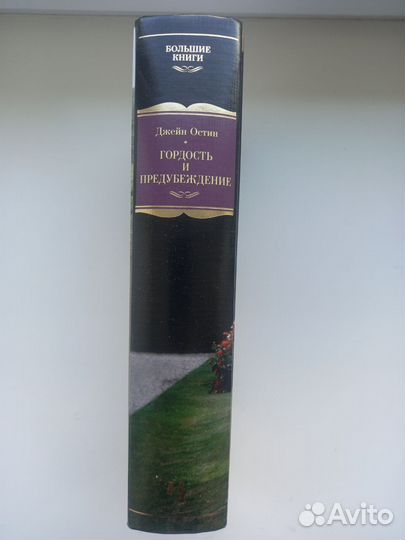 БОЛЬШИЕ
КНИГИ
Джейн Остин
ГОРДОСТЬ
И
ПРЕДУБЕЖДЕНИЕ
Avito